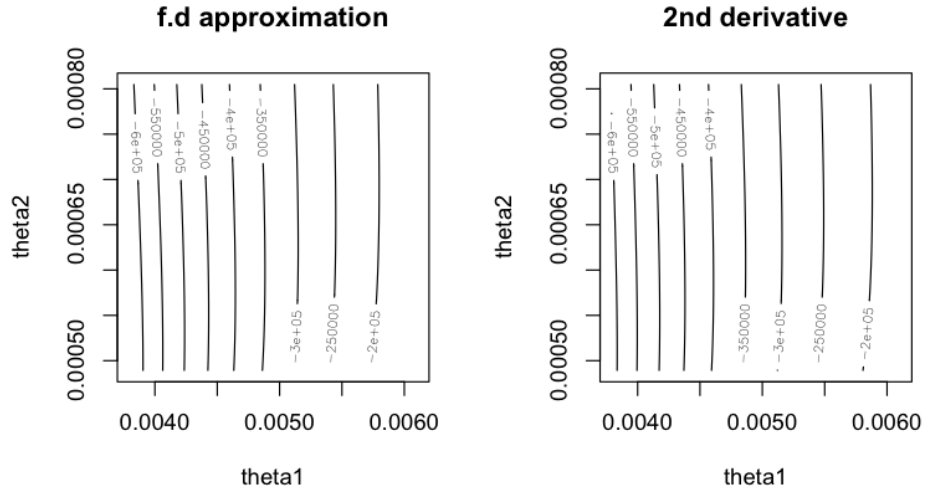 f.d approximation
theta2
0.00080
0.00065
0.00050
-6e+05
-550000
-5e+05
-450000
-4e+05
-350000
-3e+05
-250000
-2e+05
0.0040
0.0050
0.0060
theta1
2nd derivative
theta2
0.00080
0.00065
0.00050
-6e+05
-550000
-5e+05
-450000
-4e+05
-350000
-3e+05
-250000
-2e+05
0.0040
0.0050
0.0060
theta1